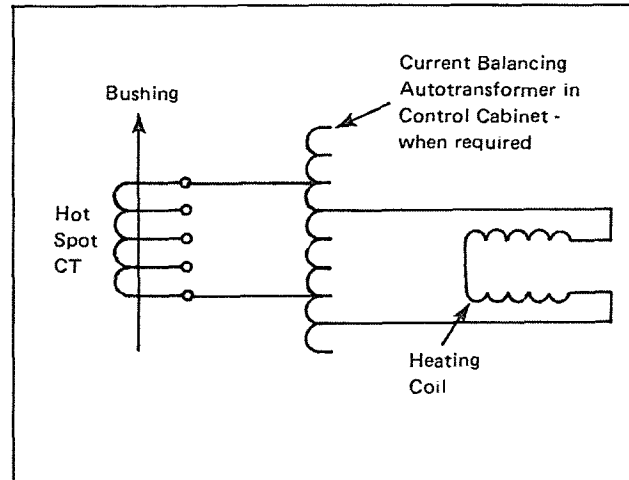 Current Balancing
Autotransformer in
Control Cabinet -
when required
Bushing
Hot
Spot
CT
Heating
Coil